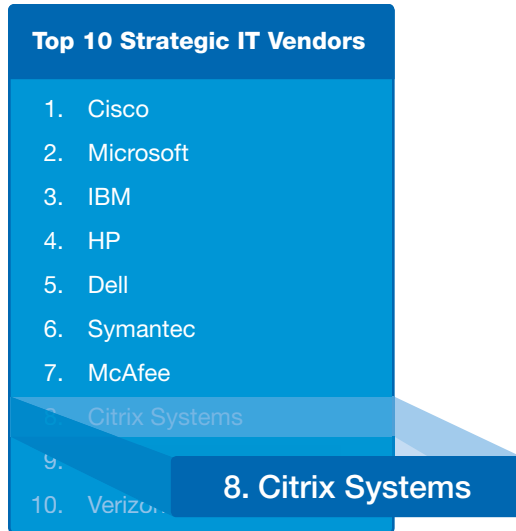 Top 10 Strategic IT Vendors
1. Cisco
2. Microsoft
3. IBM
4. HP
5. Dell
6. Symantec
7. McAfee
8. Citrix Systems
9.
10.
8. Citrix Systems